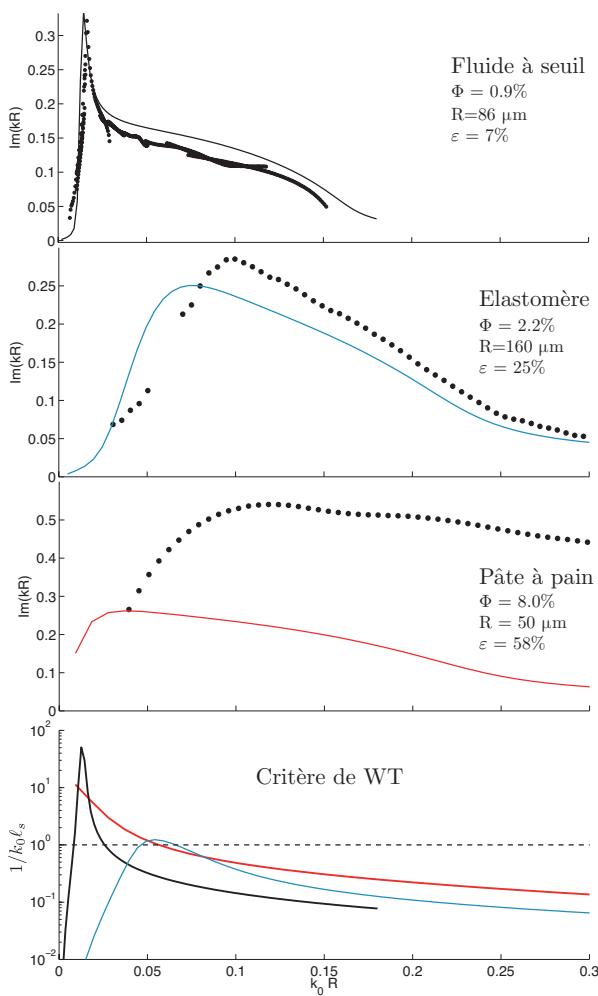 0.3
0.25
0.2
0.15
0.1
0.05
0
Im(kR)
Fluide à seuil
Φ = 0.9%
R=86 μm
ε = 7%
0.25
0.2
0.15
0.1
0.05
0
Im(kR)
Elastomère
Φ = 2.2%
R=160 μm
ε = 25%
0.5
0.4
0.3
0.2
0.1
0
Im(kR)
Pâte à pain
Φ = 8.0%
R = 50 μm
ε = 58%
10²
10¹
10⁰
10⁻¹
10⁻²
1/k₀ℓₛ
Critère de WT
0 0.05 0.1 0.15 0.2 0.25 0.3
k₀ R